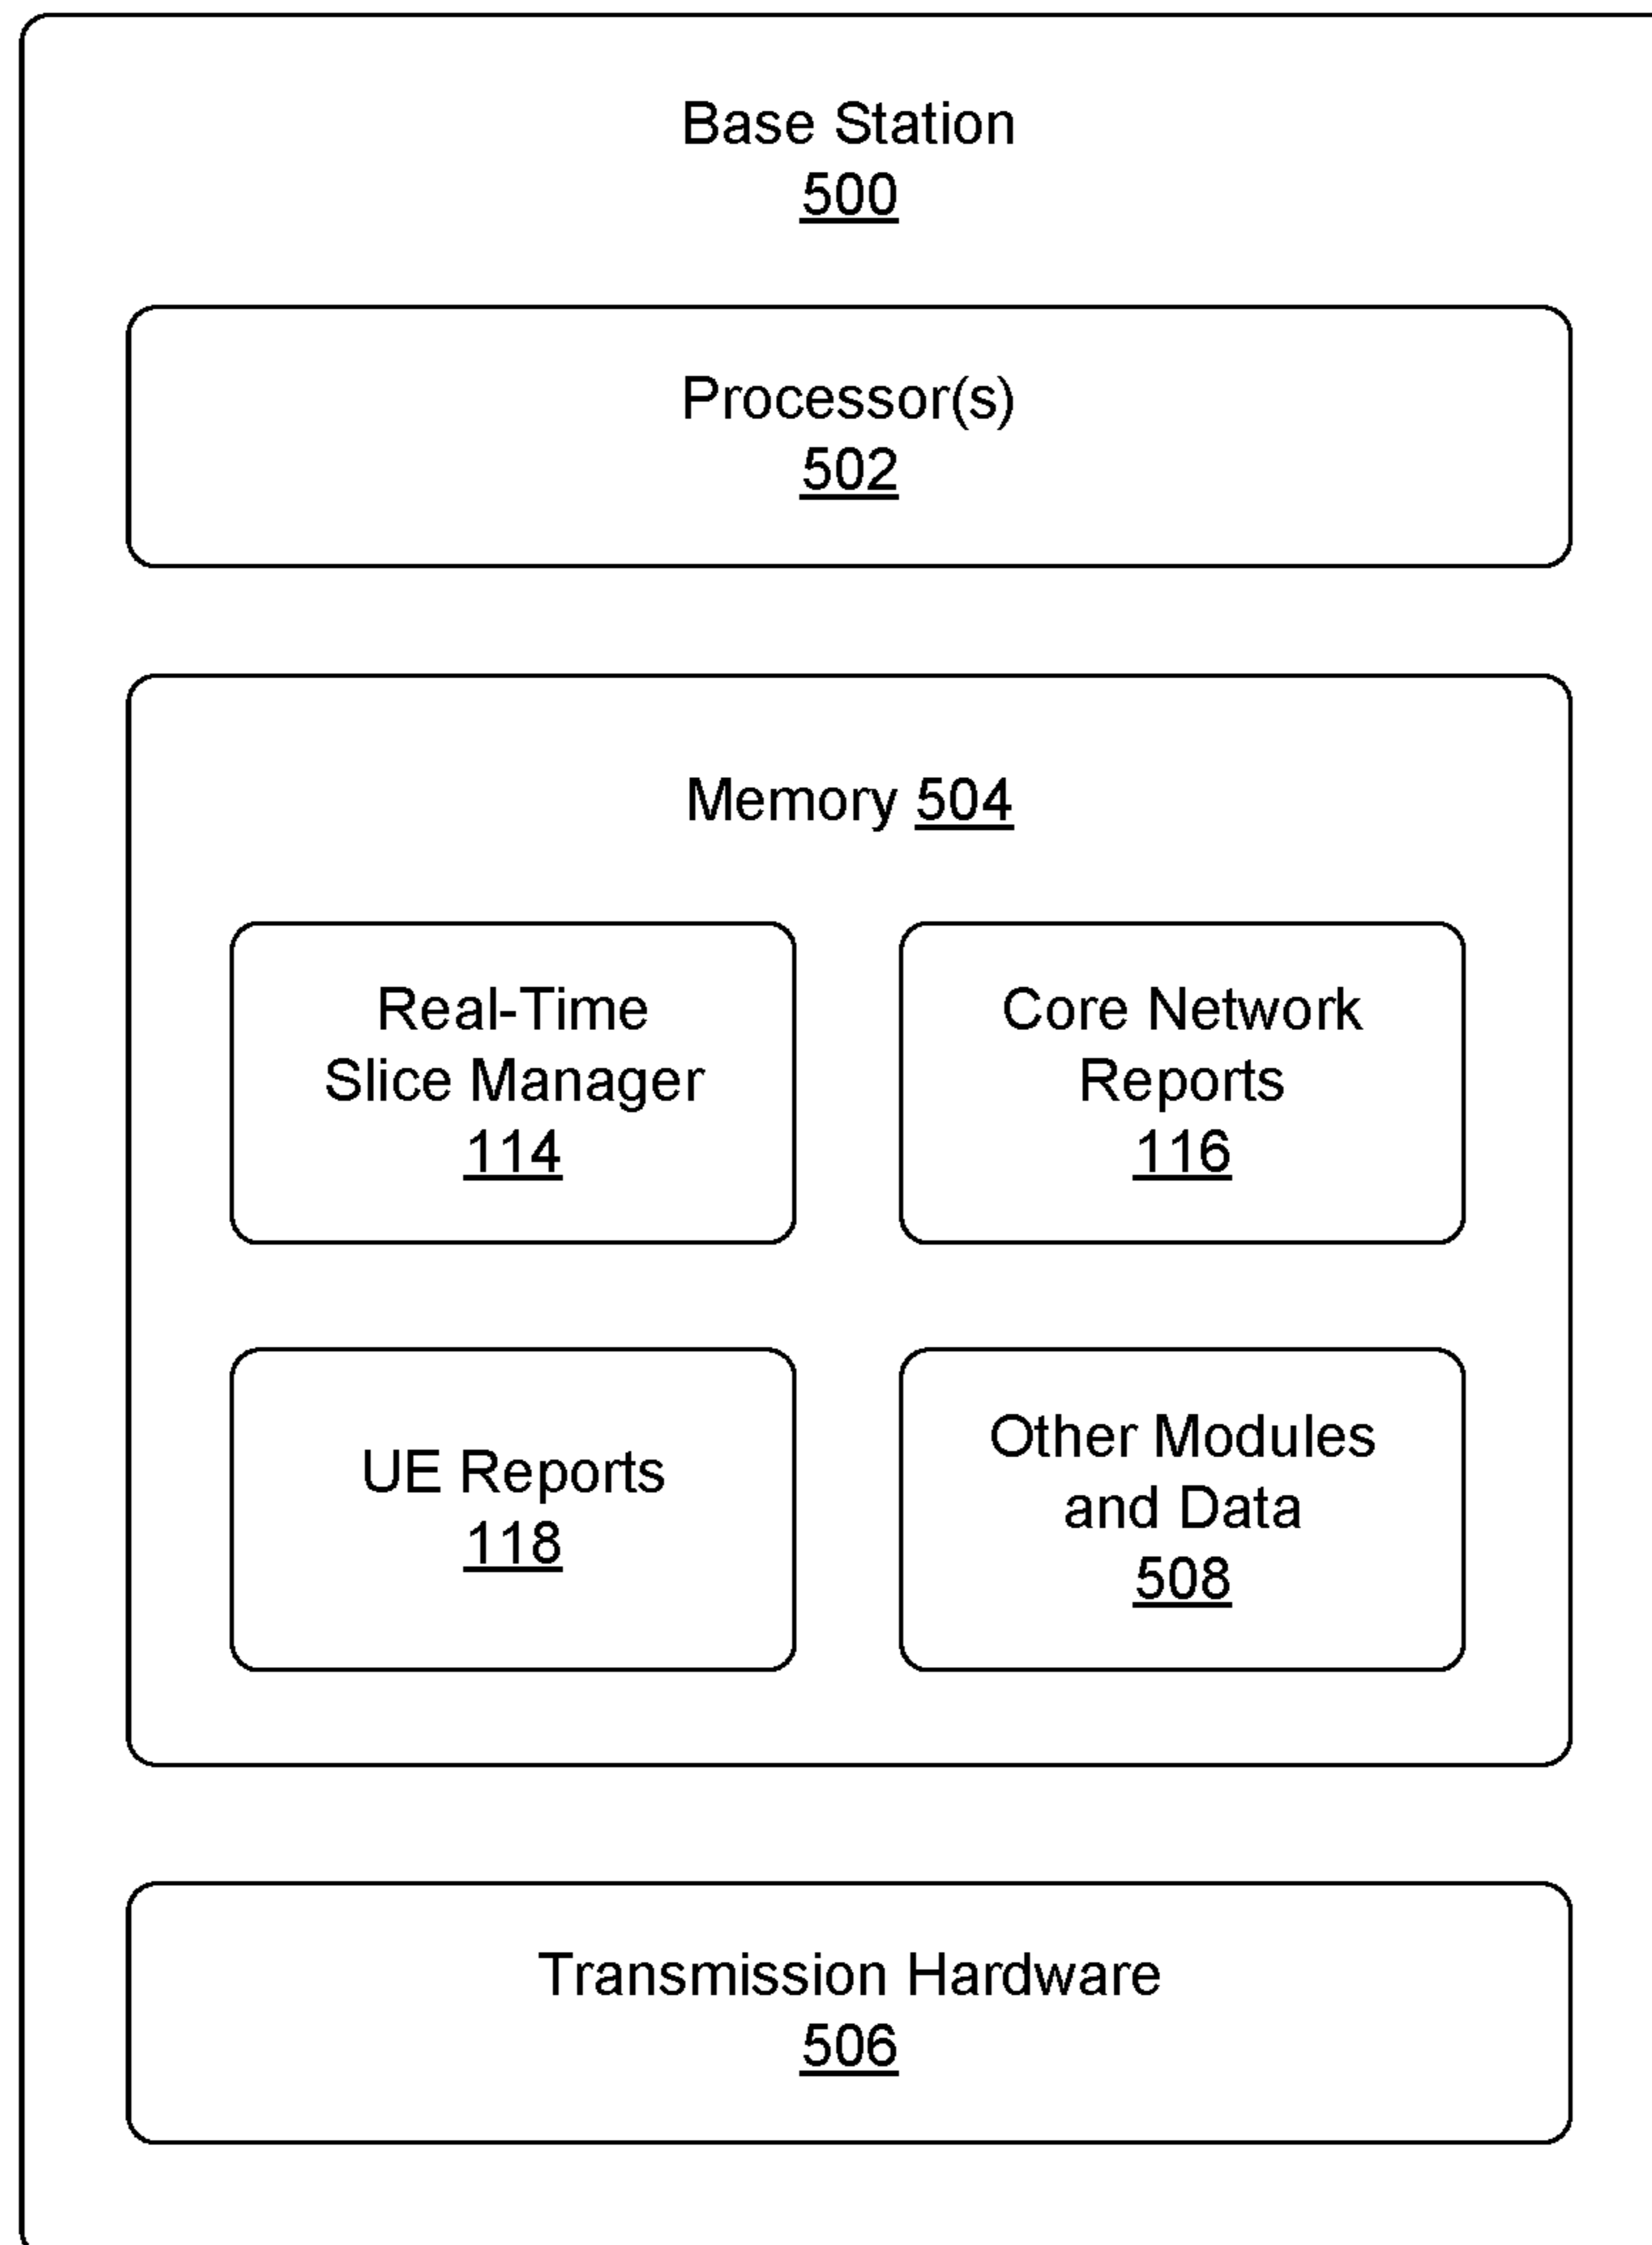 Base Station
500
Processor(s)
502
Memory 504
Real-Time
Slice Manager
114
Core Network
Reports
116
UE Reports
118
Other Modules
and Data
508
Transmission Hardware
506